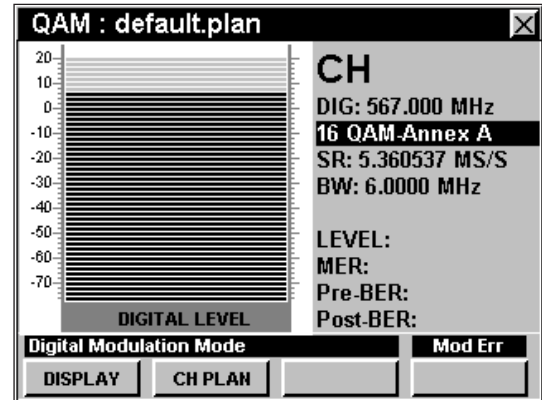 QAM : default.plan
20
10
0
-10
-20
-30
-40
-50
-60
-70
DIGITAL LEVEL
CH
DIG: 567.000 MHz
16 QAM-Annex A
SR: 5.360537 MS/S
BW: 6.0000 MHz
LEVEL:
MER:
Pre-BER:
Post-BER:
Digital Modulation Mode
Mod Err
DISPLAY
CH PLAN